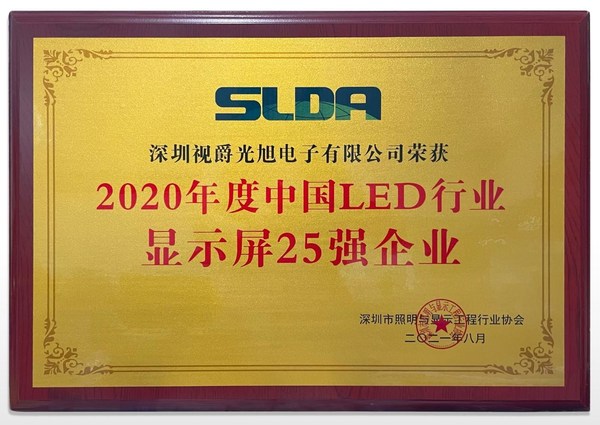 SLDA
深圳视爵光旭电子有限公司荣获
2020年度中国LED行业
显示屏25强企业
深圳市照明与显示工程行业协会
二〇二一年八月